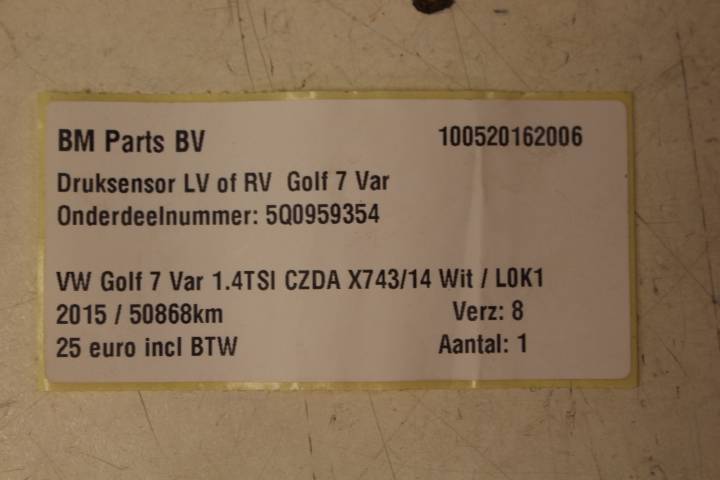 BM Parts BV 100520162006
Druksensor LV of RV Golf 7 Var
Onderdeelnummer: 5Q0959354
VW Golf 7 Var 1.4TSI CZDA X743/14 Wit / L0K1
2015 / 50868km Verz: 8
25 euro incl BTW Aantal: 1